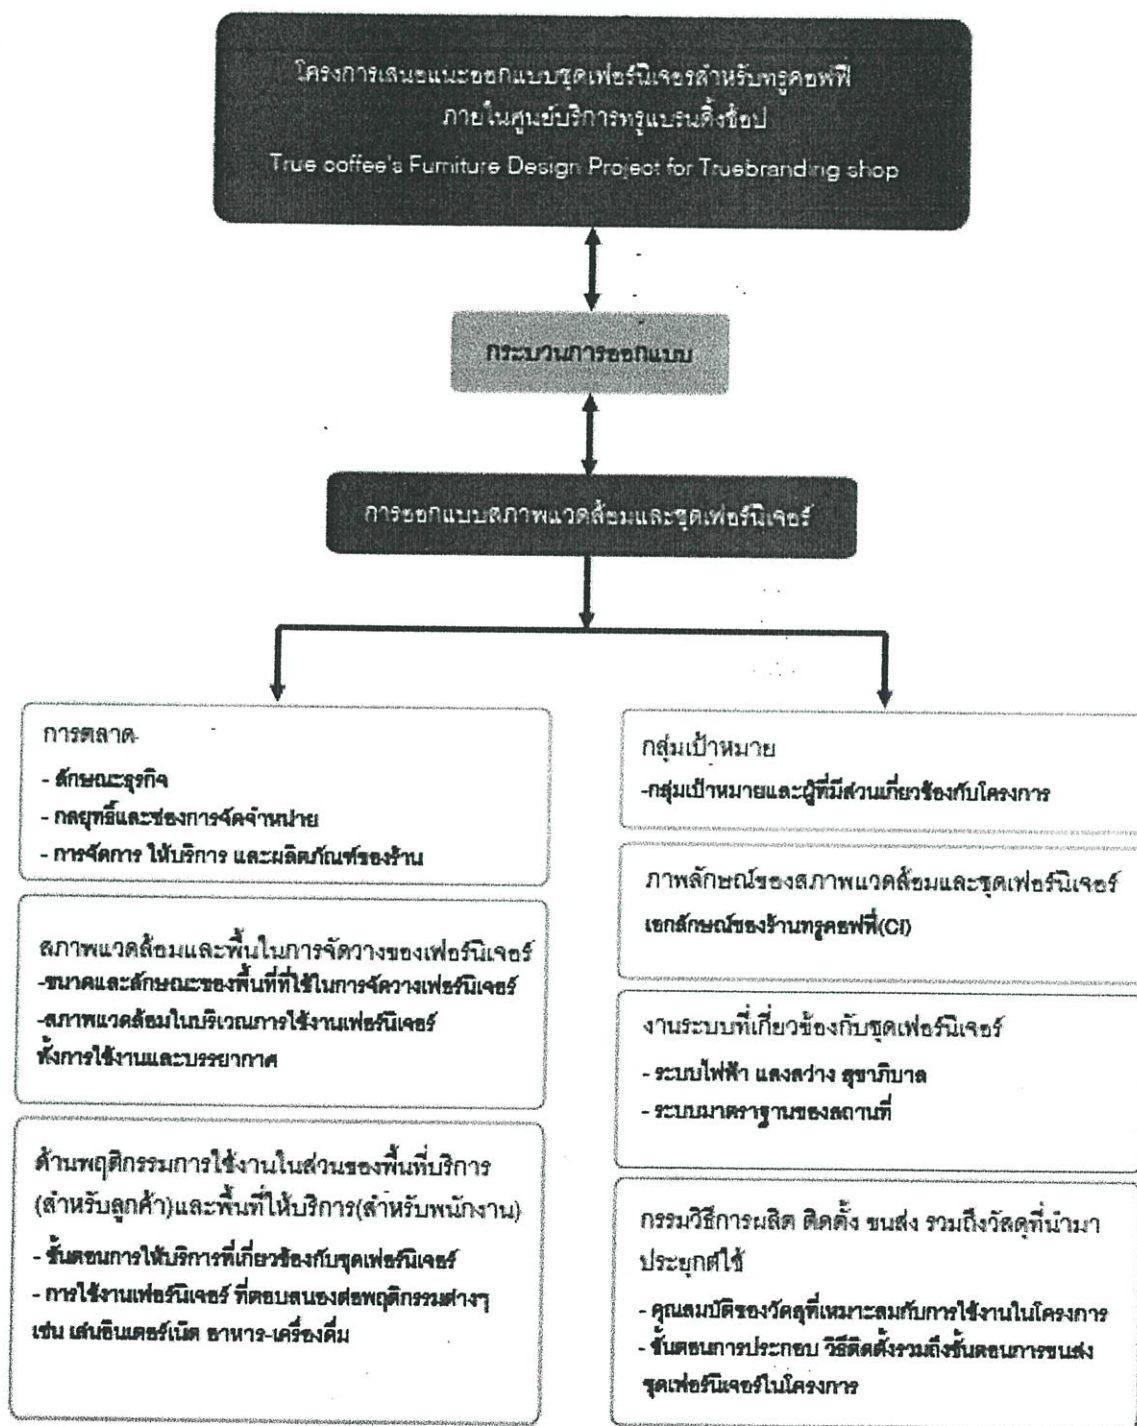 โครงการเสนอแนะออกแบบชุดเฟอร์นิเจอร์สำหรับทรูคอฟฟี่
ภายในศูนย์บริการทรูแบรนดิ้งช้อป
True coffee's Furniture Design Project for Truebranding shop
กระบวนการออกแบบ
การออกแบบสภาพแวดล้อมและชุดเฟอร์นิเจอร์
การตลาด
- ลักษณะธุรกิจ
- กลยุทธิ์และช่องการจัดจำหน่าย
- การจัดการ ให้บริการ และผลิตภัณฑ์ของร้าน
สภาพแวดล้อมและพื้นในการจัดวางของเฟอร์นิเจอร์
-ขนาดและลักษณะของพื้นที่ที่ใช้ในการจัดวางเฟอร์นิเจอร์
-สภาพแวดล้อมในบริเวณการใช้งานเฟอร์นิเจอร์
ทั้งการใช้งานและบรรยากาศ
ด้านพฤติกรรมการใช้งานในส่วนของพื้นที่บริการ
(สำหรับลูกค้า)และพื้นที่ให้บริการ(สำหรับพนักงาน)
- ขั้นตอนการให้บริการที่เกี่ยวข้องกับชุดเฟอร์นิเจอร์
- การใช้งานเฟอร์นิเจอร์ ที่ตอบสนองต่อพฤติกรรมต่างๆ
เช่น เล่นอินเตอร์เน็ต อาหาร-เครื่องดื่ม
กลุ่มเป้าหมาย
-กลุ่มเป้าหมายและผู้ที่มีส่วนเกี่ยวข้องกับโครงการ
ภาพลักษณ์ของสภาพแวดล้อมและชุดเฟอร์นิเจอร์
เอกลักษณ์ของร้านทรูคอฟฟี่(CI)
งานระบบที่เกี่ยวข้องกับชุดเฟอร์นิเจอร์
- ระบบไฟฟ้า แสงสว่าง สุขาภิบาล
- ระบบมาตราฐานของสถานที่
กรรมวิธีการผลิต ติดตั้ง ขนส่ง รวมถึงวัสดุที่นำมา
ประยุกต์ใช้
- คุณสมบัติของวัสดุที่เหมาะสมกับการใช้งานในโครงการ
- ขั้นตอนการประกอบ วิธีติดตั้งรวมถึงขั้นตอนการขนส่ง
ชุดเฟอร์นิเจอร์ในโครงการ